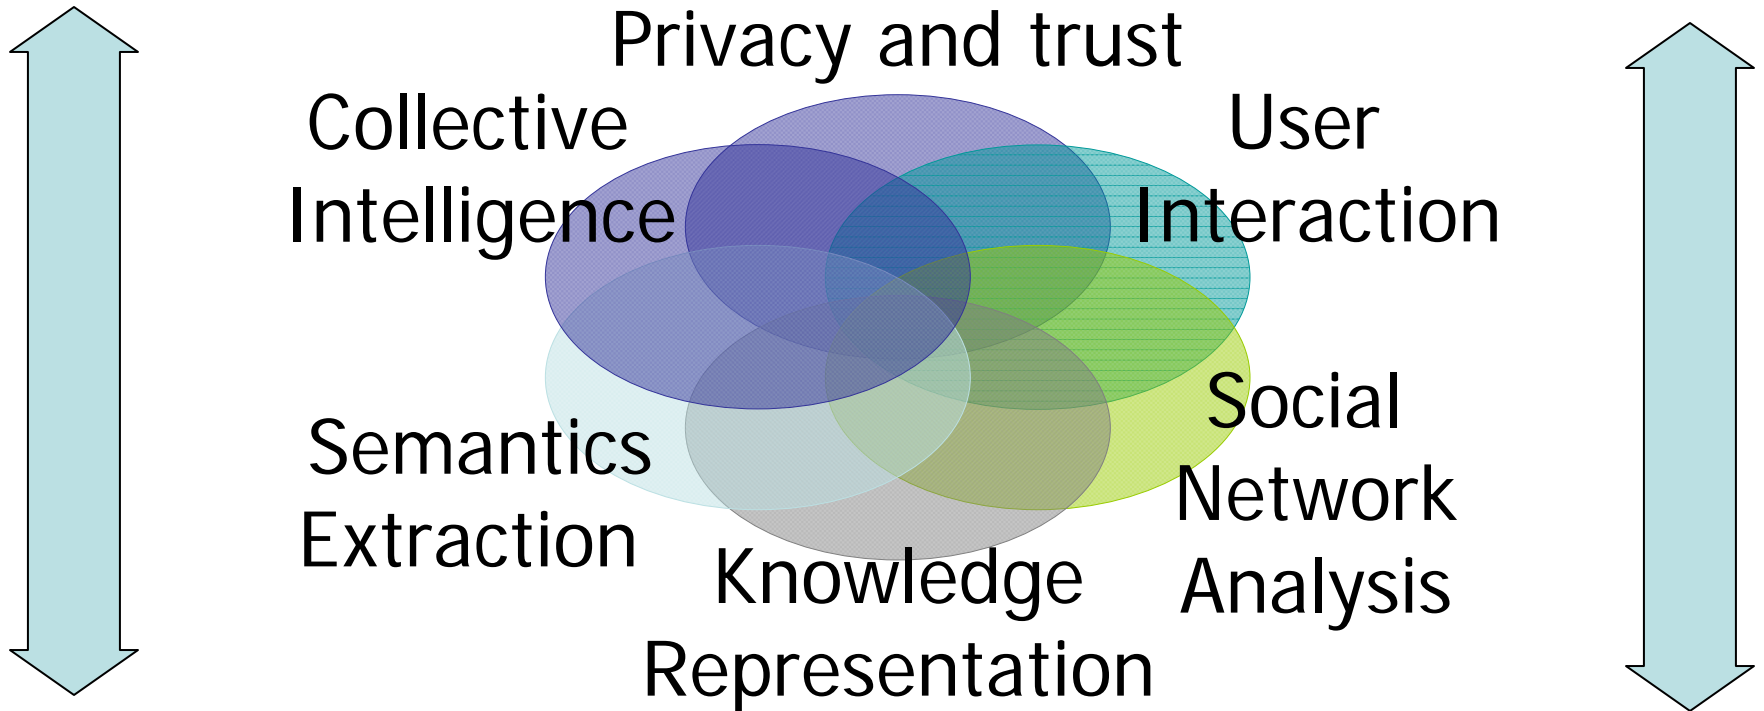 Privacy and trust
Collective
Intelligence
User
Interaction
Semantics
Extraction
Social
Network
Analysis
Knowledge
Representation